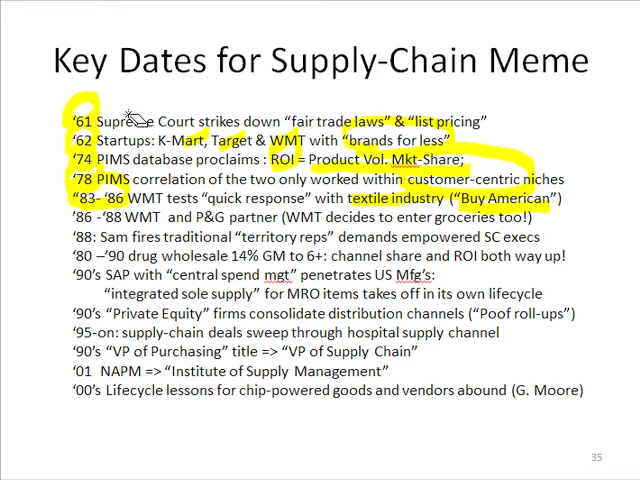 Key Dates for Supply-Chain Meme
‘61 Supreme Court strikes down “fair trade laws” & “list pricing”
‘62 Startups: K-Mart, Target & WMT with “brands for less”
‘74 PIMS database proclaims : ROI = Product Vol. Mkt-Share;
‘78 PIMS correlation of the two only worked within customer-centric niches
“83- ‘86 WMT tests “quick response” with textile industry (“Buy American”)
’86 -‘88 WMT and P&G partner (WMT decides to enter groceries too!)
‘88: Sam fires traditional “territory reps” demands empowered SC execs
‘80 –’90 drug wholesale 14% GM to 6+: channel share and ROI both way up!
‘90’s SAP with “central spend mgt” penetrates US Mfg’s:
“integrated sole supply” for MRO items takes off in its own lifecycle
‘90’s “Private Equity” firms consolidate distribution channels (“Poof roll-ups”)
‘95-on: supply-chain deals sweep through hospital supply channel
‘90’s “VP of Purchasing” title => “VP of Supply Chain”
‘01 NAPM => “Institute of Supply Management”
‘00’s Lifecycle lessons for chip-powered goods and vendors abound (G. Moore)
35